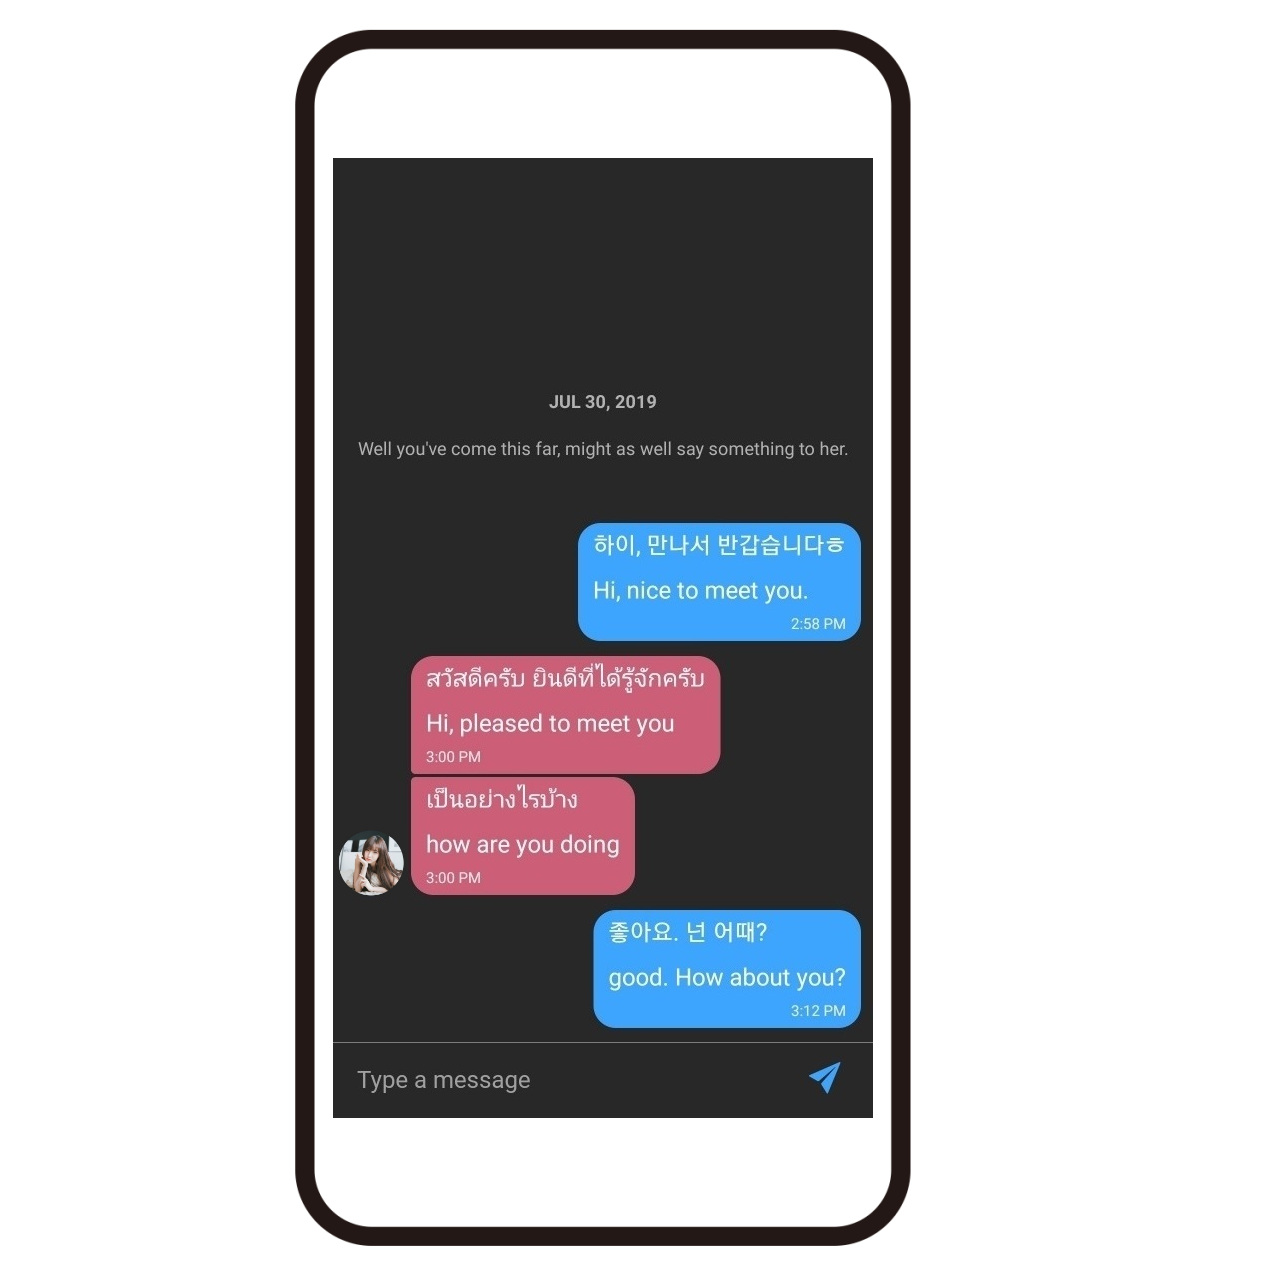 JUL 30, 2019
Well you've come this far, might as well say something to her.
하이, 만나서 반갑습니다ㅎ
Hi, nice to meet you.
2:58 PM
สวัสดีครับ ยินดีที่ได้รู้จักครับ
Hi, pleased to meet you
3:00 PM
เป็นอย่างไรบ้าง
how are you doing
3:00 PM
좋아요. 넌 어때?
good. How about you?
3:12 PM
Type a message